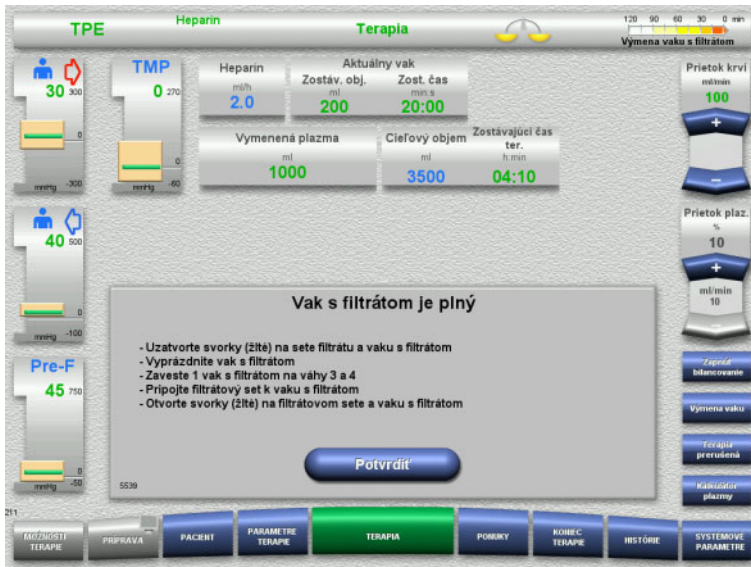 TPE
Heparín
Terapia
120 90 60 30 0 min
Výmena vaku s filtrátom
30 300
0
mmHg -300
TMP
0 270
0
mmHg -60
Heparín
ml/h
2.0
Aktuálny vak
Zostáv. obj. Zost. čas
ml min:s
200 20:00
Vymenená plazma
ml
1000
Cieľový objem
ml
3500
Zostávajúci čas
ter.
h:min
04:10
Prietok krvi
ml/min
100
+
–
40 500
0
mmHg -100
Prietok plaz.
%
10
+
ml/min
10
–
Pre-F
45 750
0
mmHg -50
Vak s filtrátom je plný
- Uzatvorte svorky (žlté) na sete filtrátu a vaku s filtrátom
- Vyprázdnite vak s filtrátom
- Zaveste 1 vak s filtrátom na váhy 3 a 4
- Pripojte filtrátový set k vaku s filtrátom
- Otvorte svorky (žlté) na filtrátovom sete a vaku s filtrátom
Potvrdiť
5539
Zapnúť
bilancovanie
Výmena vaku
Terapia
prerušená
Kalkulátor
plazmy
211
MOŽNOSTI
TERAPIE
PRÍPRAVA
PACIENT
PARAMETRE
TERAPIE
TERAPIA
PONUKY
KONIEC
TERAPIE
HISTÓRIE
SYSTÉMOVÉ
PARAMETRE